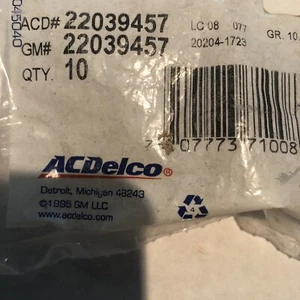 ACD# 22039457
LC 08 077
GM# 22039457
20204-1723
GR. 10.
QTY. 10
07773 71008
ACDelco®
Detroit, Michigan 48243
©1995 GM LLC
www.acdelco.com
4